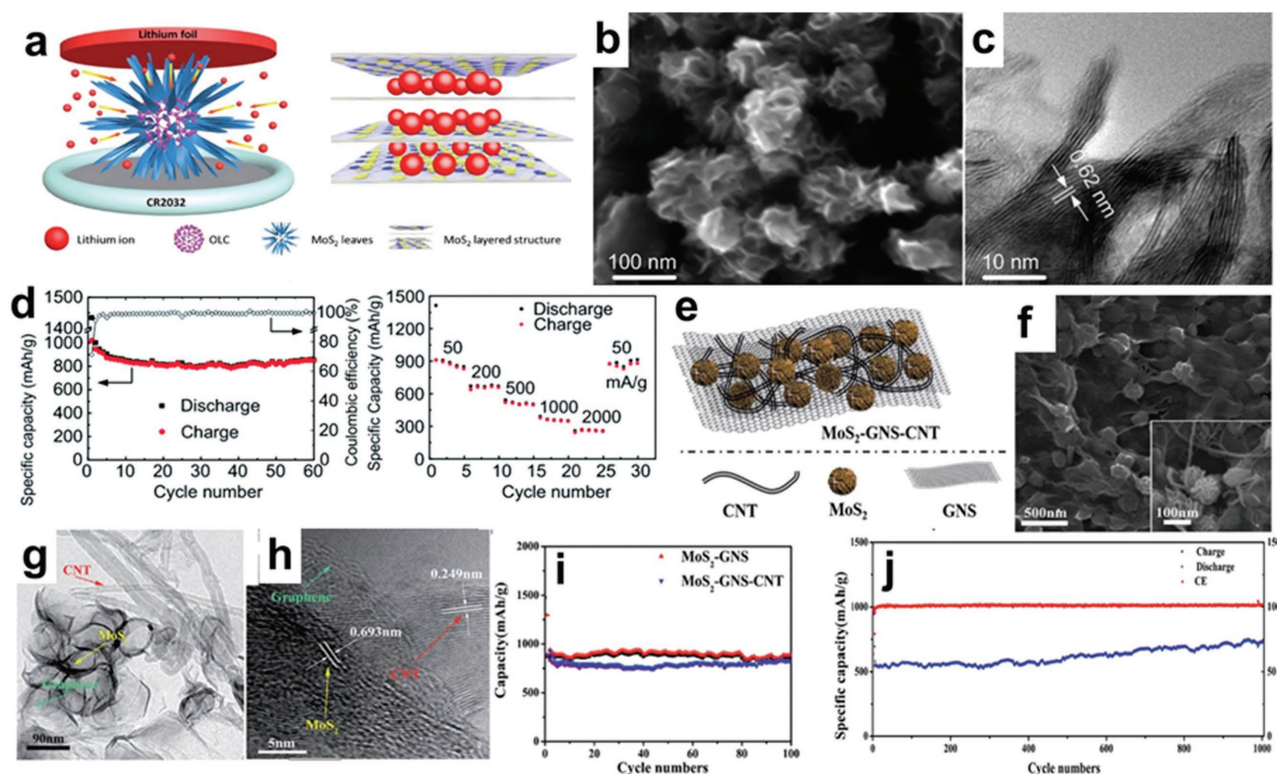 a
Lithium foil
CR2032
Lithium ion
OLC
MoS2 leaves
MoS2 layered structure
b
100 nm
c
0.62 nm
10 nm
d
Specific capacity (mAh/g)
1500
1400
1000
800
600
400
200
0
0 10 20 30 40 50 60
Cycle number
Discharge
Charge
100
80
60
40
20
0
Coulombic efficiency (%)
Specific Capacity (mAh/g)
1500
1200
900
600
300
0
0 5 10 15 20 25 30
Cycle number
Discharge
Charge
50
200
500
1000
2000
50
mA/g
e
MoS2-GNS-CNT
CNT
MoS2
GNS
f
500nm
100nm
g
CNT
Graphene
90nm
h
Graphene
0.249nm
0.693nm
CNT
MoS2
5nm
i
Capacity(mAh/g)
2000
1500
1000
500
0
0 20 40 60 80 100
Cycle numbers
MoS2-GNS
MoS2-GNS-CNT
j
Specific capacity(mAh/g)
1500
1000
500
0
0 200 400 600 800 1000
Cycle numbers
Charge
Discharge
CE